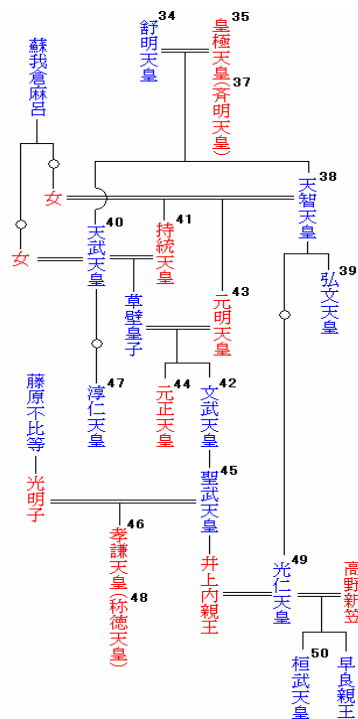 34
舒明天皇
35
皇極天皇(斉明天皇)
37
蘇我倉麻呂
38
天智天皇
女
40
天武天皇
41
持統天皇
女
39
弘文天皇
43
元明天皇
草壁皇子
47
淳仁天皇
44
元正天皇
42
文武天皇
藤原不比等
45
聖武天皇
光明子
46
孝謙天皇(称徳天皇)
48
井上内親王
49
光仁天皇
高野新笠
50
桓武天皇
早良親王